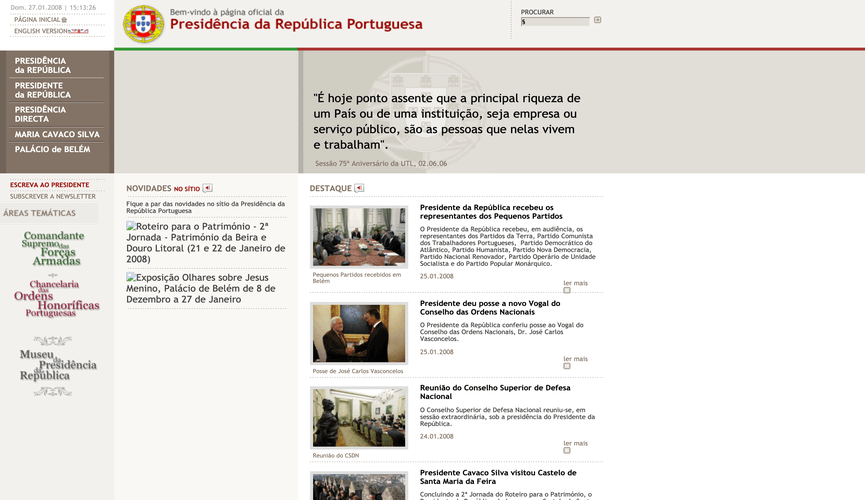 Dom. 27.01.2008 | 15:13:26
PÁGINA INICIAL
ENGLISH VERSION
Bem-vindo à página oficial da
Presidência da República Portuguesa
PROCURAR
s
PRESIDÊNCIA
da REPÚBLICA
PRESIDENTE
da REPÚBLICA
PRESIDÊNCIA
DIRECTA
MARIA CAVACO SILVA
PALÁCIO de BELÉM
"É hoje ponto assente que a principal riqueza de
um País ou de uma instituição, seja empresa ou
serviço público, são as pessoas que nelas vivem
e trabalham".
Sessão 75º Aniversário da UTL, 02.06.06
ESCREVA AO PRESIDENTE
SUBSCREVER A NEWSLETTER
ÁREAS TEMÁTICAS
Comandante
Supremo das
Forças
Armadas
Chancelaria
das
Ordens
Honoríficas
Portuguesas
Museu da
Presidência da
República
NOVIDADES NO SÍTIO
Fique a par das novidades no sítio da Presidência da
República Portuguesa
Roteiro para o Património - 2ª
Jornada - Património da Beira e
Douro Litoral (21 e 22 de Janeiro de
2008)
Exposição Olhares sobre Jesus
Menino, Palácio de Belém de 8 de
Dezembro a 27 de Janeiro
DESTAQUE
Pequenos Partidos recebidos em
Belém
Presidente da República recebeu os
representantes dos Pequenos Partidos
O Presidente da República recebeu, em audiência, os
representantes dos Partidos da Terra, Partido Comunista
dos Trabalhadores Portugueses, Partido Democrático do
Atlântico, Partido Humanista, Partido Nova Democracia,
Partido Nacional Renovador, Partido Operário de Unidade
Socialista e do Partido Popular Monárquico.
25.01.2008
ler mais
Posse de José Carlos Vasconcelos
Presidente deu posse a novo Vogal do
Conselho das Ordens Nacionais
O Presidente da República conferiu posse ao Vogal do
Conselho das Ordens Nacionais, Dr. José Carlos
Vasconcelos.
25.01.2008
ler mais
Reunião do CSDN
Reunião do Conselho Superior de Defesa
Nacional
O Conselho Superior de Defesa Nacional reuniu-se, em
sessão extraordinária, sob a presidência do Presidente da
República.
24.01.2008
ler mais
Presidente Cavaco Silva visitou Castelo de
Santa Maria da Feira
Concluindo a 2ª Jornada do Roteiro para o Património, o